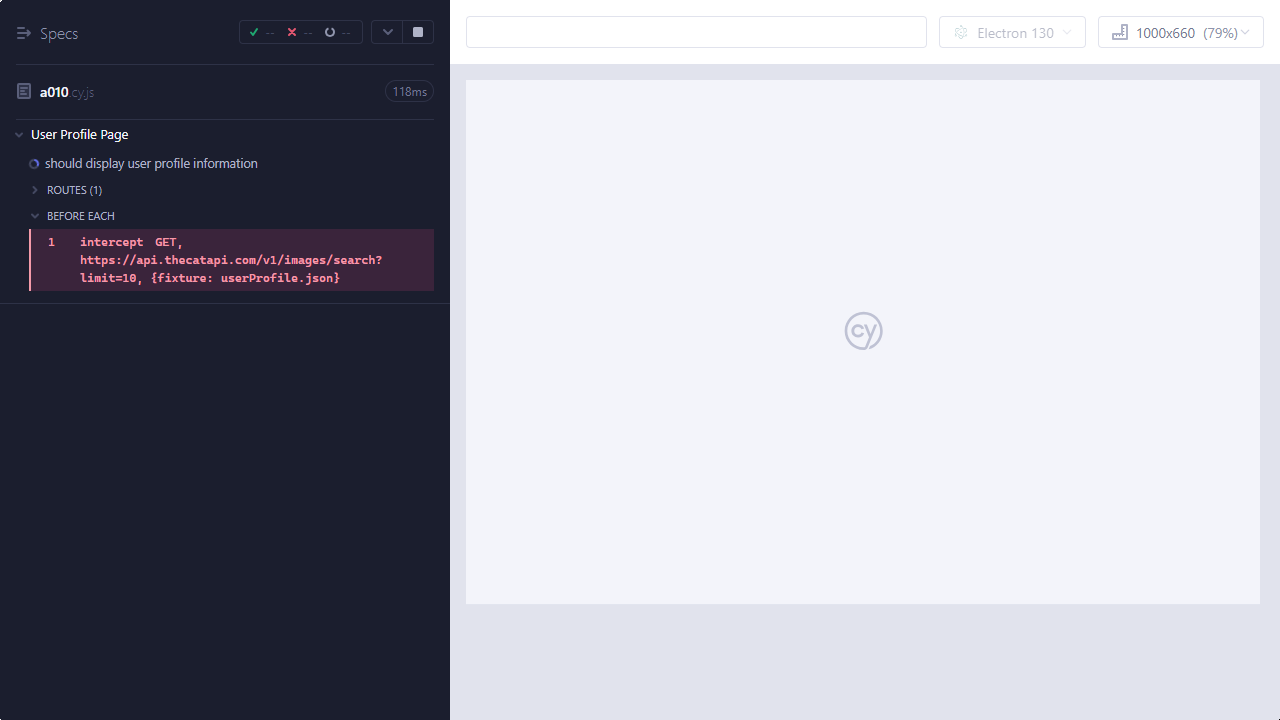 Specs
--
--
--
Electron 130
1000x660 (79%)
a010.cy.js
118ms
User Profile Page
should display user profile information
ROUTES (1)
BEFORE EACH
1 intercept GET,
https://api.thecatapi.com/v1/images/search?
limit=10, {fixture: userProfile.json}
cy